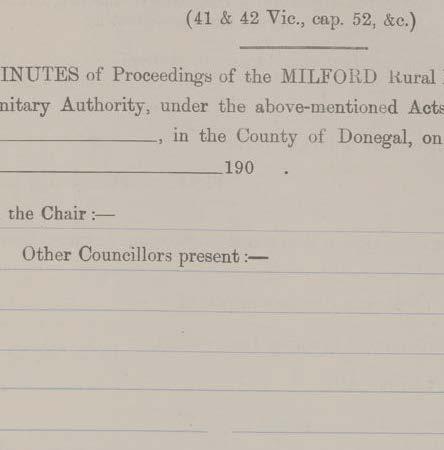 (41 & 42 Vic., cap. 52, &c.)
INUTES of Proceedings of the MILFORD Rural
nitary Authority, under the above-mentioned Acts
, in the County of Donegal, on
190 .
the Chair :—
Other Councillors present :—